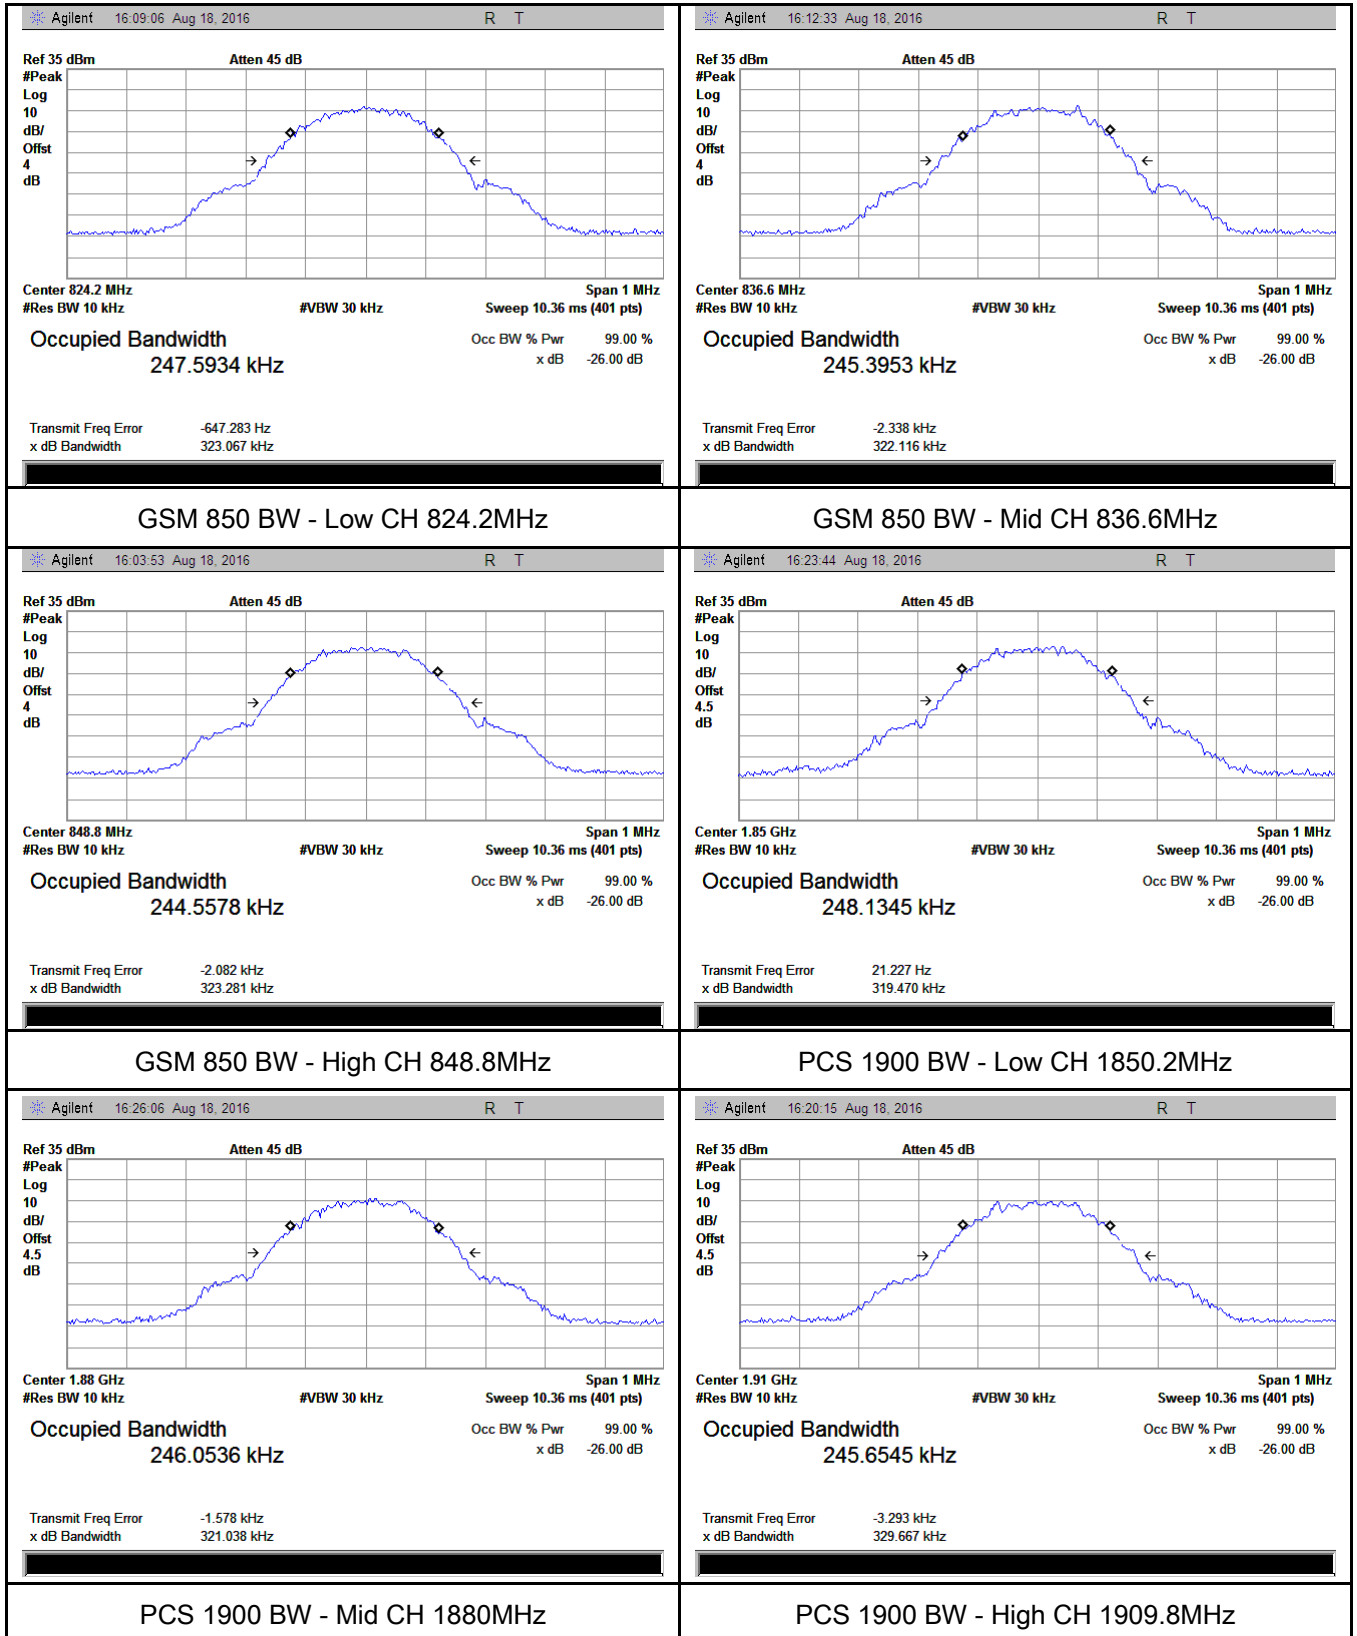 Agilent 16:09:06 Aug 18, 2016 R T
Ref 35 dBm Atten 45 dB
#Peak
Log
10
dB/
Offst
4
dB
Center 824.2 MHz Span 1 MHz
#Res BW 10 kHz #VBW 30 kHz Sweep 10.36 ms (401 pts)
Occupied Bandwidth Occ BW % Pwr 99.00 %
247.5934 kHz x dB -26.00 dB
Transmit Freq Error -647.283 Hz
x dB Bandwidth 323.067 kHz
GSM 850 BW - Low CH 824.2MHz
Agilent 16:12:33 Aug 18, 2016 R T
Ref 35 dBm Atten 45 dB
#Peak
Log
10
dB/
Offst
4
dB
Center 836.6 MHz Span 1 MHz
#Res BW 10 kHz #VBW 30 kHz Sweep 10.36 ms (401 pts)
Occupied Bandwidth Occ BW % Pwr 99.00 %
245.3953 kHz x dB -26.00 dB
Transmit Freq Error -2.338 kHz
x dB Bandwidth 322.116 kHz
GSM 850 BW - Mid CH 836.6MHz
Agilent 16:03:53 Aug 18, 2016 R T
Ref 35 dBm Atten 45 dB
#Peak
Log
10
dB/
Offst
4
dB
Center 848.8 MHz Span 1 MHz
#Res BW 10 kHz #VBW 30 kHz Sweep 10.36 ms (401 pts)
Occupied Bandwidth Occ BW % Pwr 99.00 %
244.5578 kHz x dB -26.00 dB
Transmit Freq Error -2.082 kHz
x dB Bandwidth 323.281 kHz
GSM 850 BW - High CH 848.8MHz
Agilent 16:23:44 Aug 18, 2016 R T
Ref 35 dBm Atten 45 dB
#Peak
Log
10
dB/
Offst
4.5
dB
Center 1.85 GHz Span 1 MHz
#Res BW 10 kHz #VBW 30 kHz Sweep 10.36 ms (401 pts)
Occupied Bandwidth Occ BW % Pwr 99.00 %
248.1345 kHz x dB -26.00 dB
Transmit Freq Error 21.227 Hz
x dB Bandwidth 319.470 kHz
PCS 1900 BW - Low CH 1850.2MHz
Agilent 16:26:06 Aug 18, 2016 R T
Ref 35 dBm Atten 45 dB
#Peak
Log
10
dB/
Offst
4.5
dB
Center 1.88 GHz Span 1 MHz
#Res BW 10 kHz #VBW 30 kHz Sweep 10.36 ms (401 pts)
Occupied Bandwidth Occ BW % Pwr 99.00 %
246.0536 kHz x dB -26.00 dB
Transmit Freq Error -1.578 kHz
x dB Bandwidth 321.038 kHz
PCS 1900 BW - Mid CH 1880MHz
Agilent 16:20:15 Aug 18, 2016 R T
Ref 35 dBm Atten 45 dB
#Peak
Log
10
dB/
Offst
4.5
dB
Center 1.91 GHz Span 1 MHz
#Res BW 10 kHz #VBW 30 kHz Sweep 10.36 ms (401 pts)
Occupied Bandwidth Occ BW % Pwr 99.00 %
245.6545 kHz x dB -26.00 dB
Transmit Freq Error -3.293 kHz
x dB Bandwidth 329.667 kHz
PCS 1900 BW - High CH 1909.8MHz